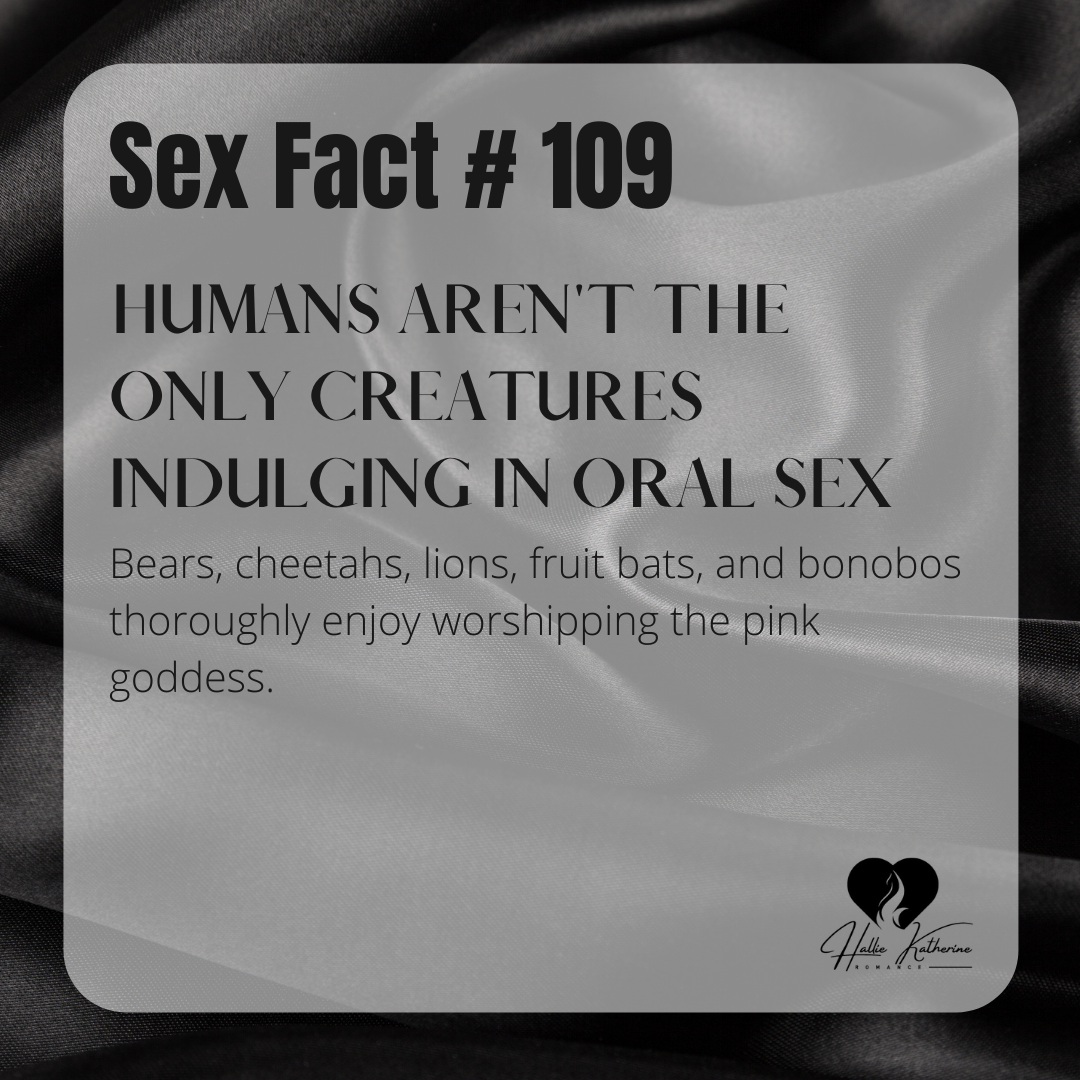 Sex Fact # 109
HUMANS AREN'T THE
ONLY CREATURES
INDULGING IN ORAL SEX
Bears, cheetahs, lions, fruit bats, and bonobos
thoroughly enjoy worshipping the pink
goddess.
Hallie Katherine
ROMANCE